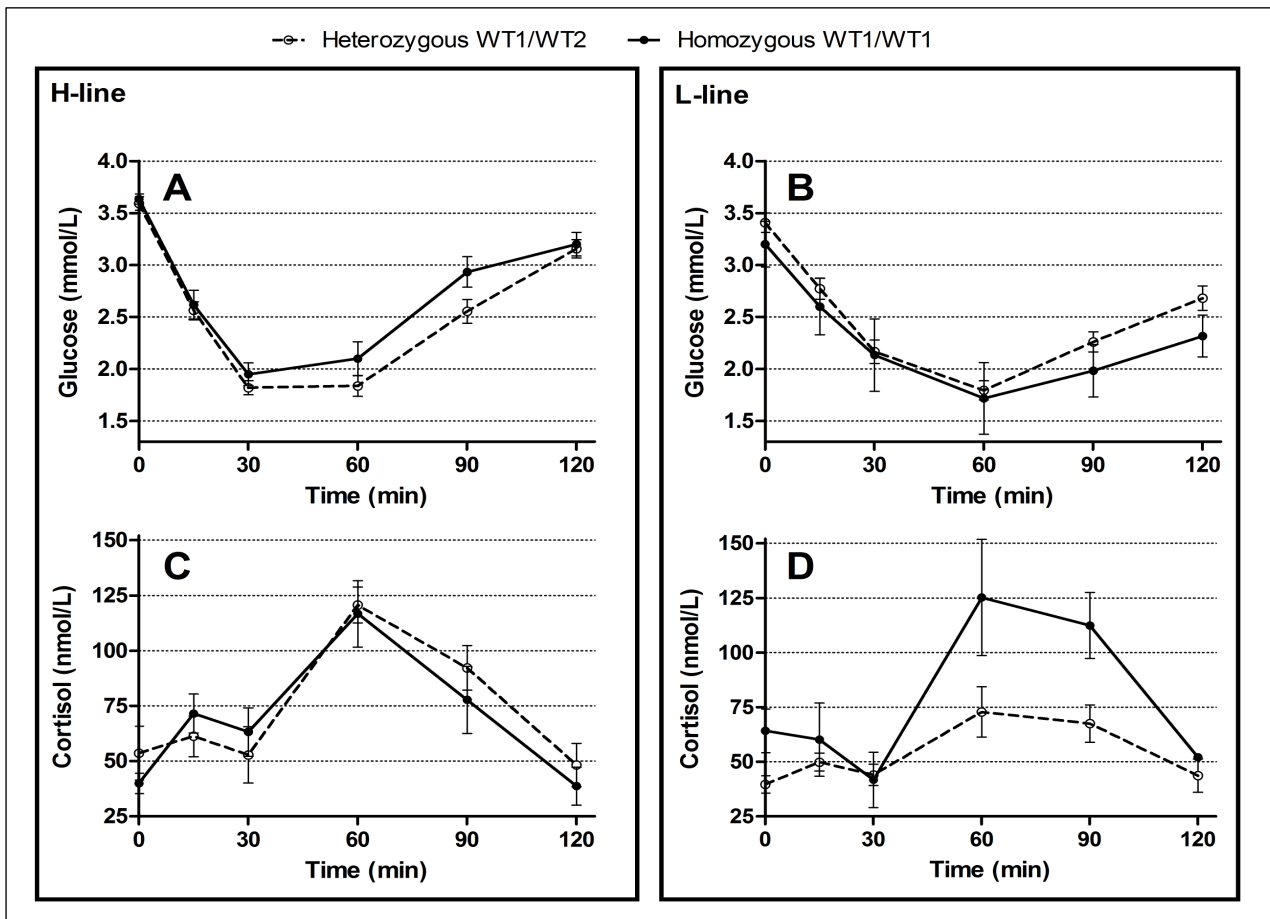 Heterozygous WT1/WT2 Homozygous WT1/WT1
H-line
A
4.0
3.5
3.0
2.5
2.0
1.5
Glucose (mmol/L)
0 30 60 90 120
Time (min)
C
150
125
100
75
50
25
Cortisol (nmol/L)
0 30 60 90 120
Time (min)
L-line
B
4.0
3.5
3.0
2.5
2.0
1.5
Glucose (mmol/L)
0 30 60 90 120
Time (min)
D
150
125
100
75
50
25
Cortisol (nmol/L)
0 30 60 90 120
Time (min)